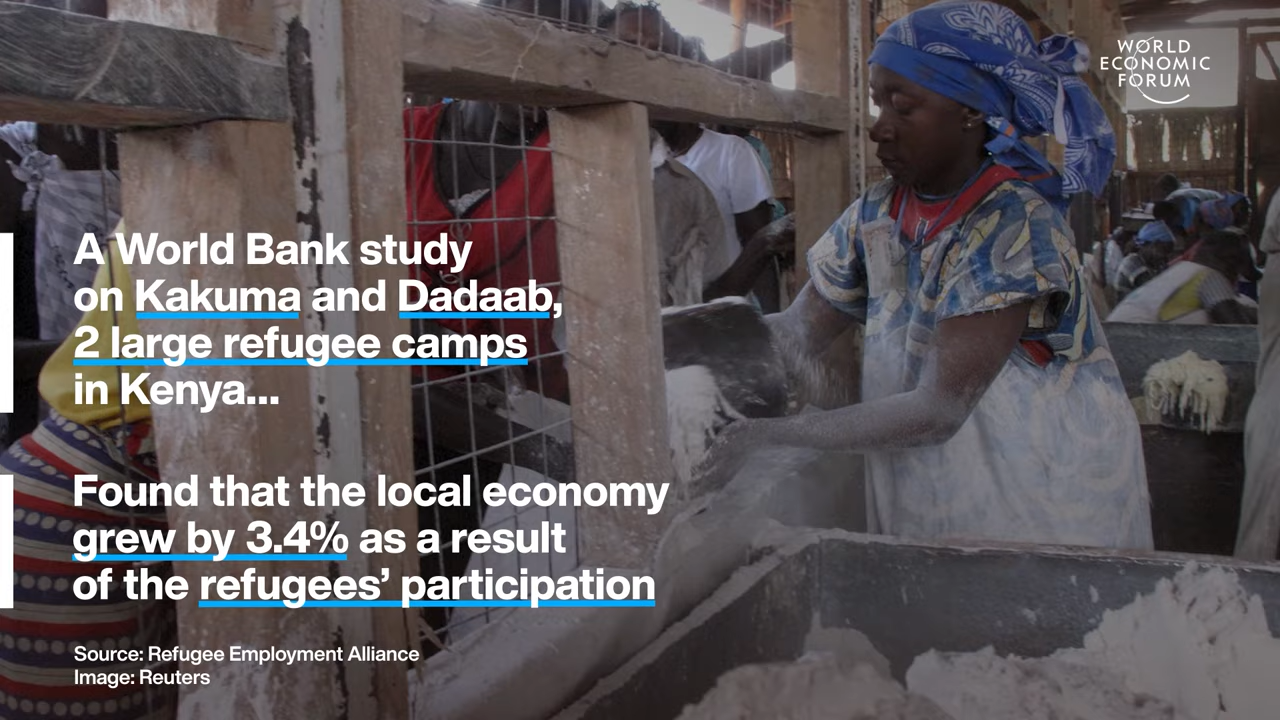 WORLD
ECONOMIC
FORUM
A World Bank study
on Kakuma and Dadaab,
2 large refugee camps
in Kenya...
Found that the local economy
grew by 3.4% as a result
of the refugees’ participation
Source: Refugee Employment Alliance
Image: Reuters